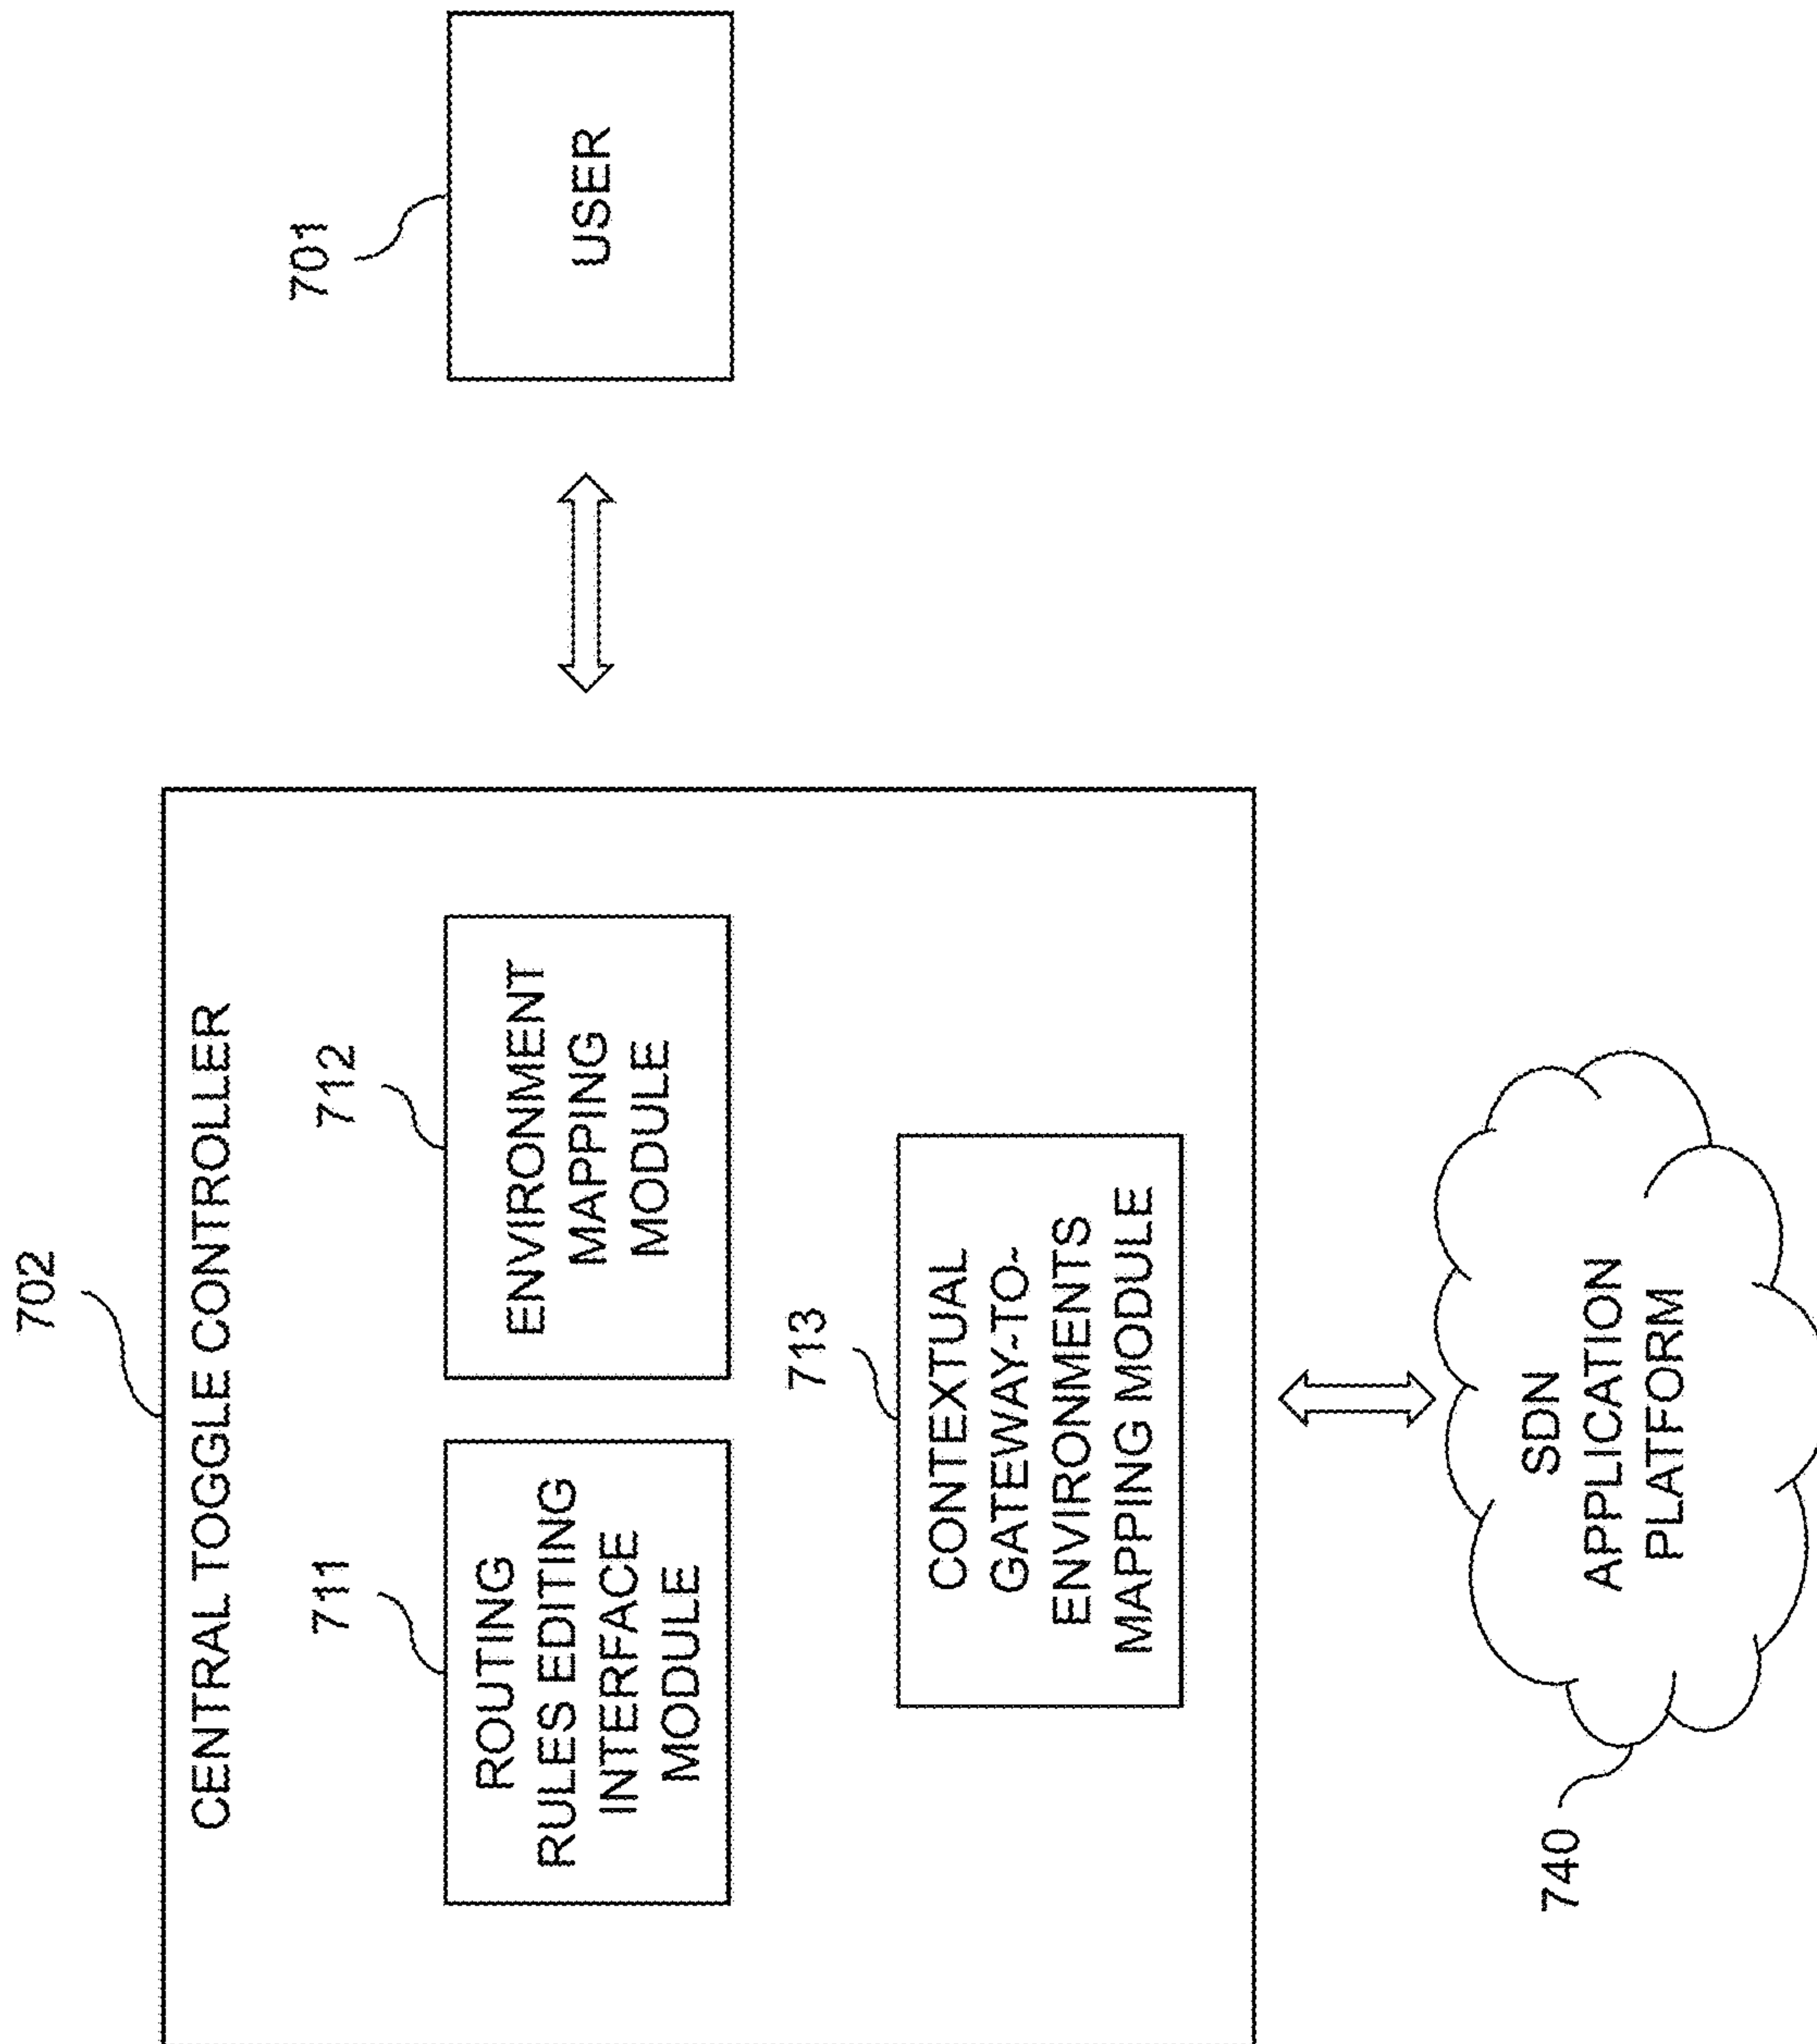 702
CENTRAL TOGGLE CONTROLLER
711
ROUTING
RULES EDITING
INTERFACE
MODULE
712
ENVIRONMENT
MAPPING
MODULE
713
CONTEXTUAL
GATEWAY-TO-
ENVIRONMENTS
MAPPING MODULE
701
USER
740
SDN
APPLICATION
PLATFORM